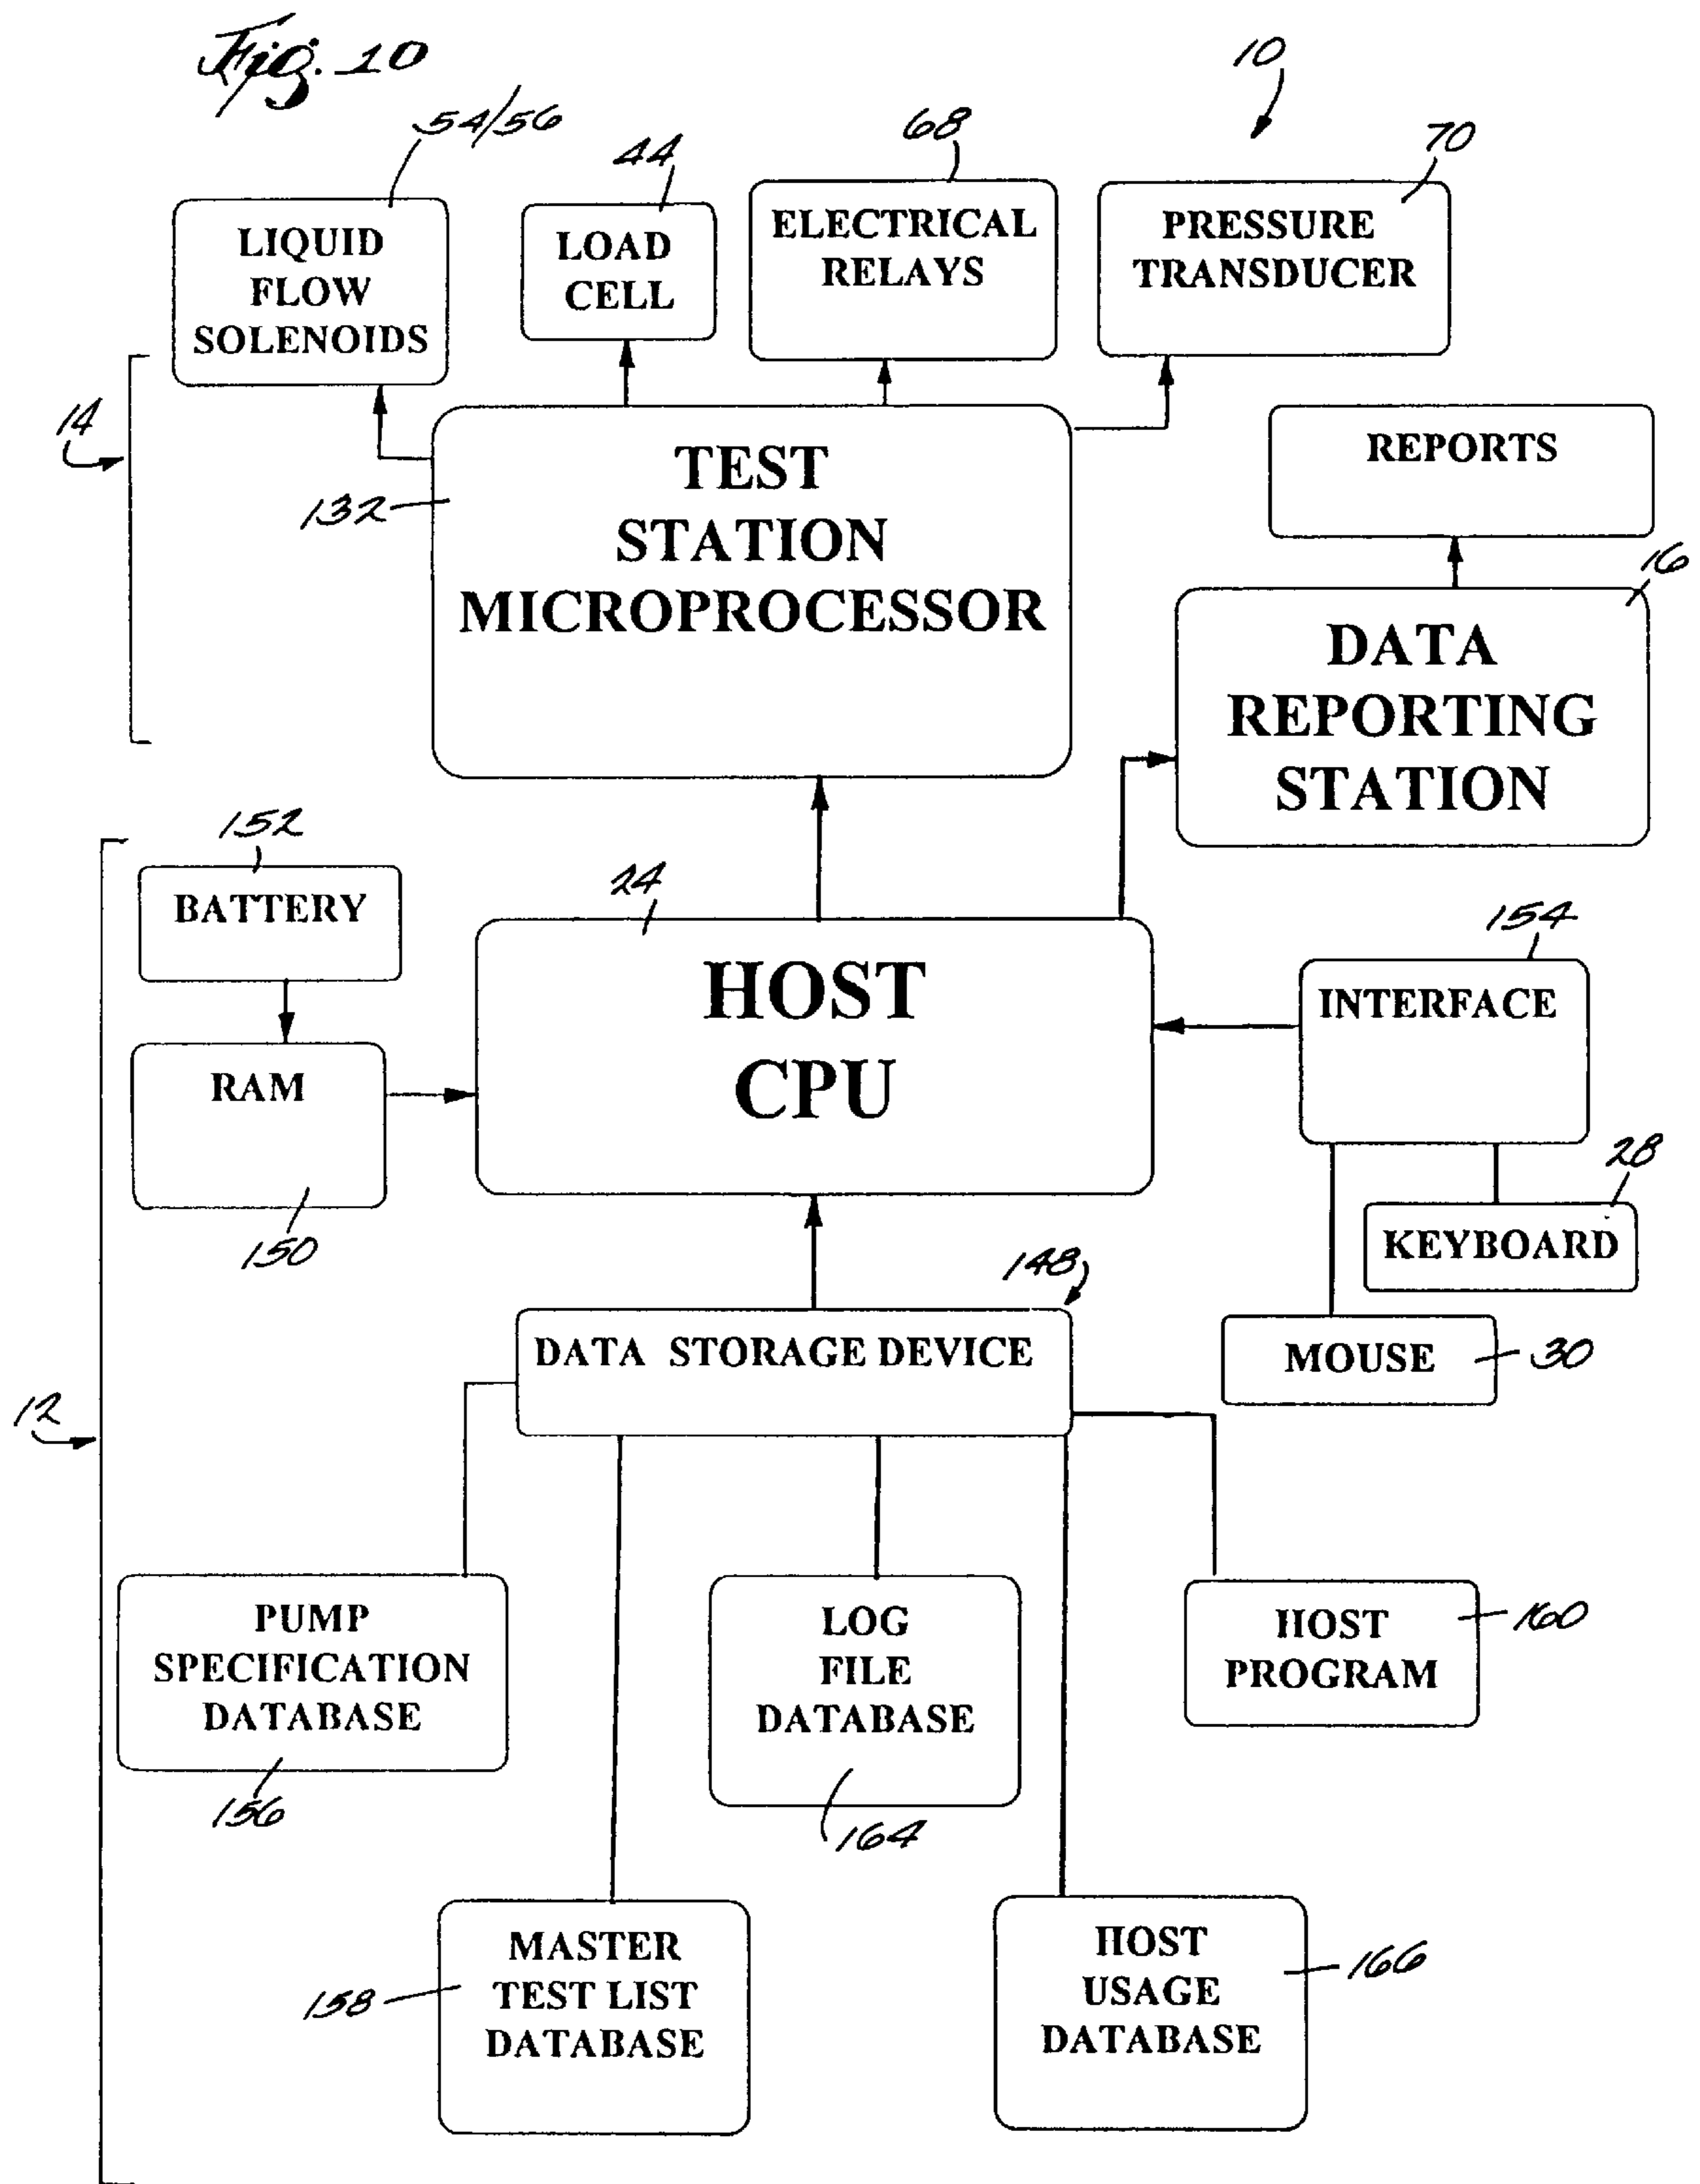 Fig. 10
10
54/56
44
68
70
LIQUID
FLOW
SOLENOIDS
LOAD
CELL
ELECTRICAL
RELAYS
PRESSURE
TRANSDUCER
14
132
TEST
STATION
MICROPROCESSOR
REPORTS
16
DATA
REPORTING
STATION
152
BATTERY
24
HOST
CPU
154
INTERFACE
RAM
150
28
KEYBOARD
148
DATA STORAGE DEVICE
MOUSE
30
12
PUMP
SPECIFICATION
DATABASE
156
LOG
FILE
DATABASE
164
HOST
PROGRAM
160
MASTER
TEST LIST
DATABASE
158
HOST
USAGE
DATABASE
166